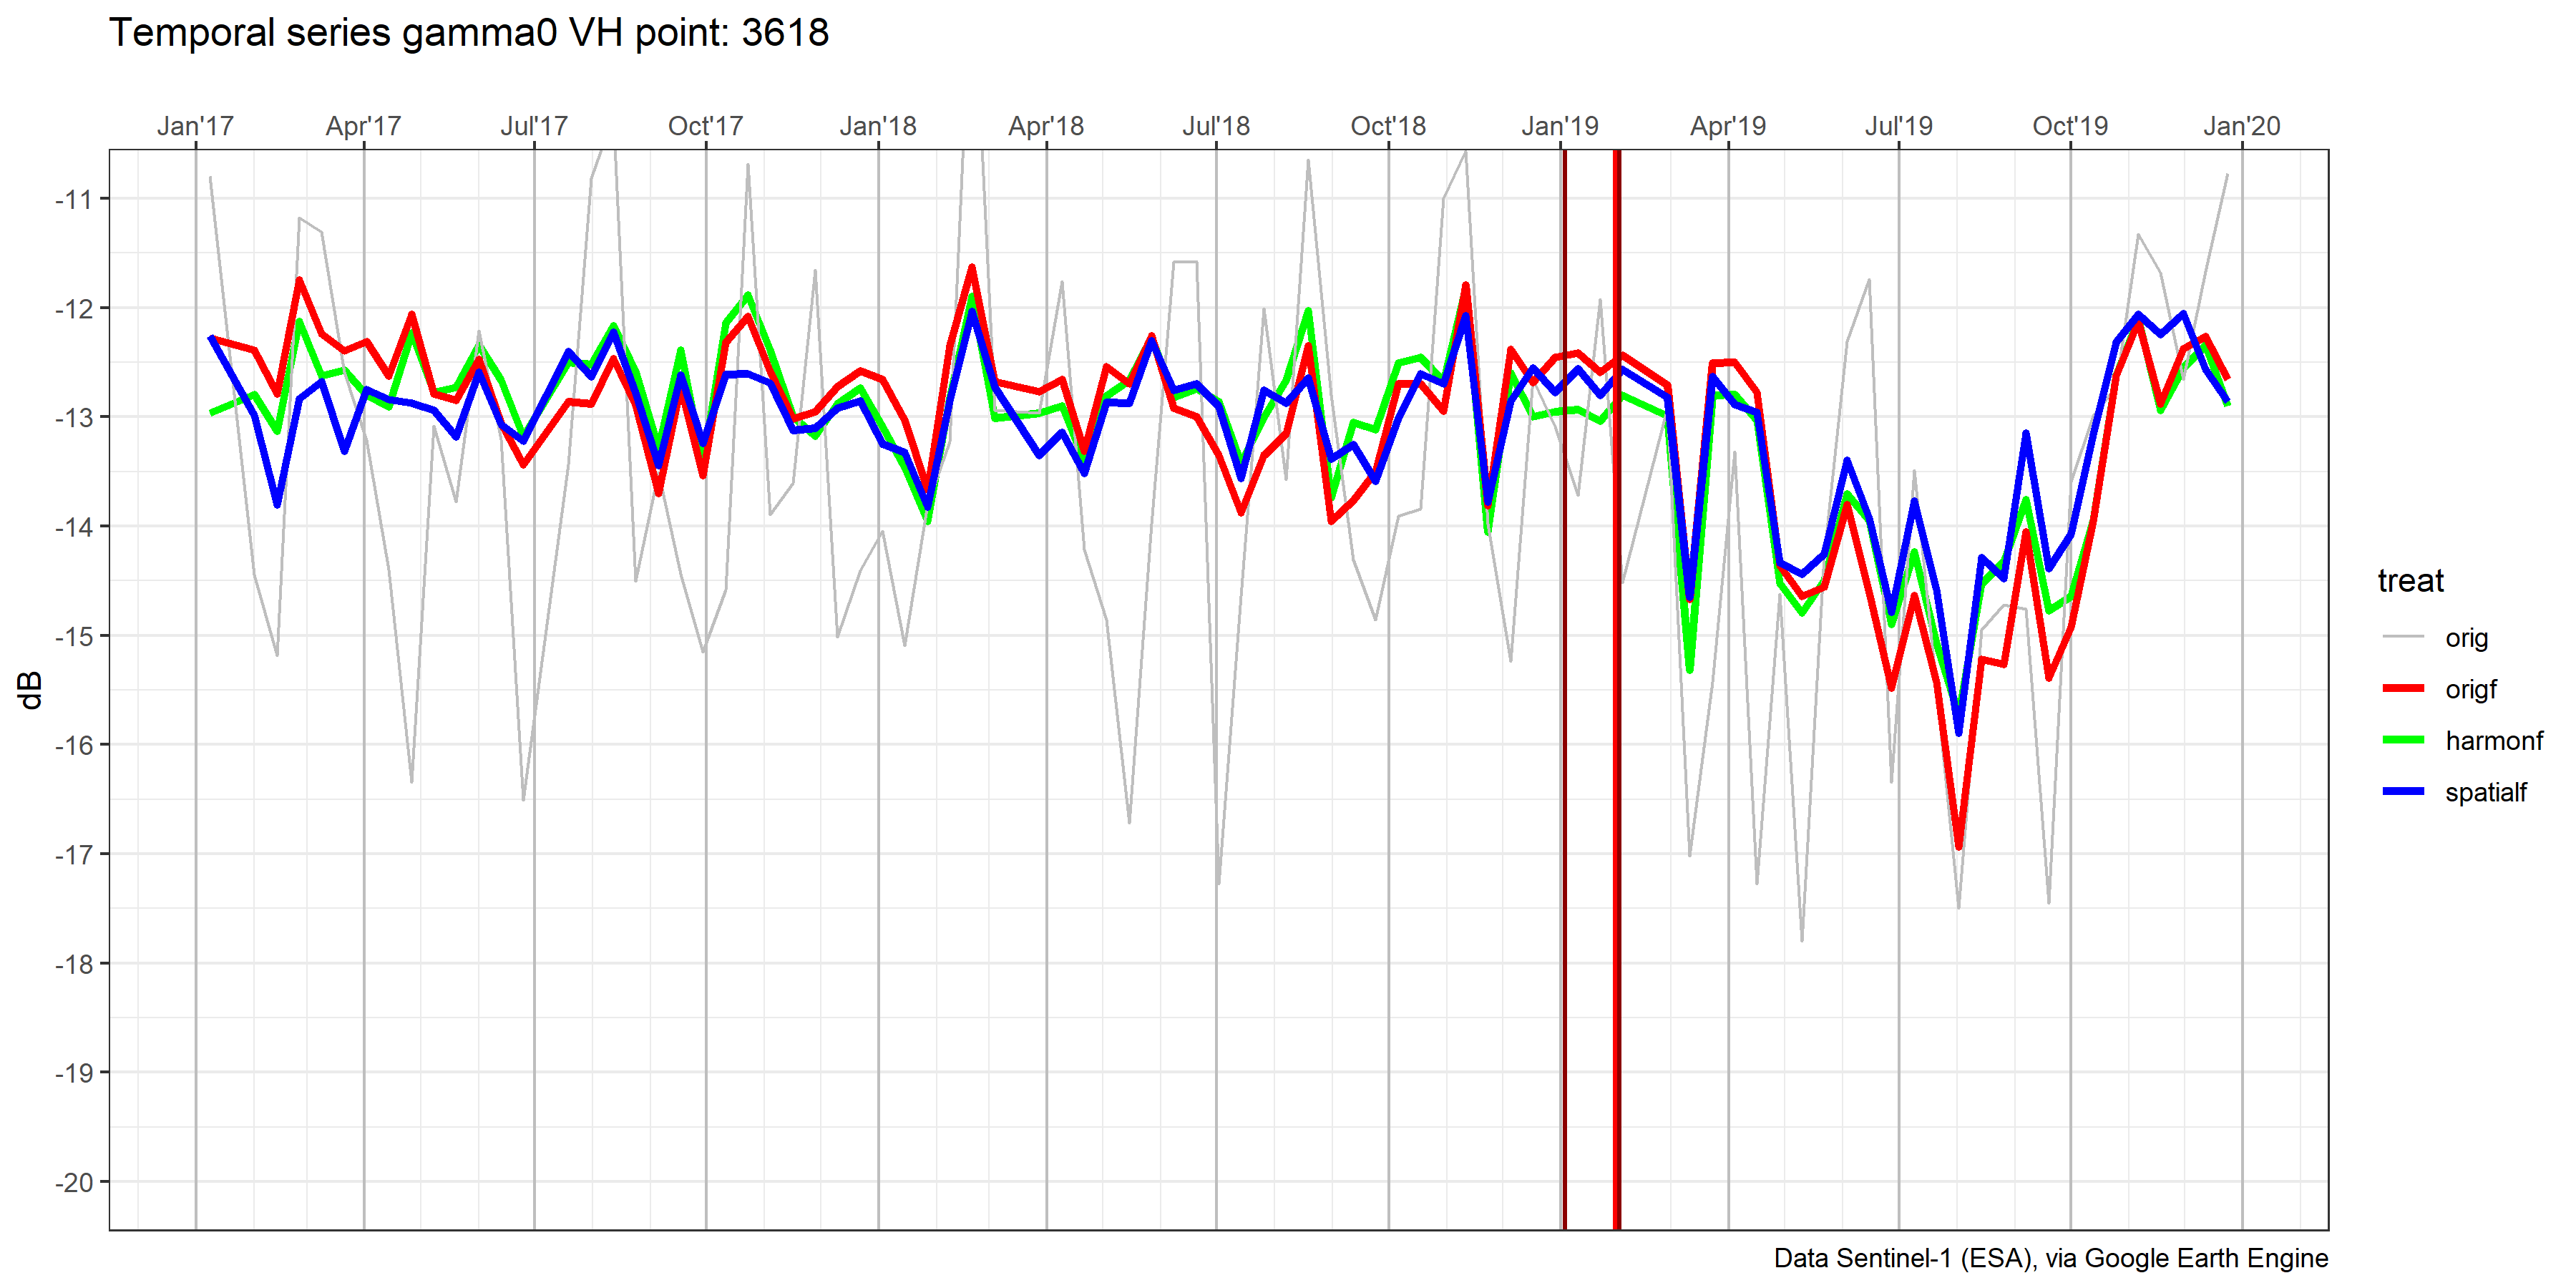 Temporal series gamma0 VH point: 3618
Jan'17 Apr'17 Jul'17 Oct'17 Jan'18 Apr'18 Jul'18 Oct'18 Jan'19 Apr'19 Jul'19 Oct'19 Jan'20
-11
-12
-13
-14
-15
-16
-17
-18
-19
-20
dB
treat
orig
origf
harmonf
spatialf
Data Sentinel-1 (ESA), via Google Earth Engine